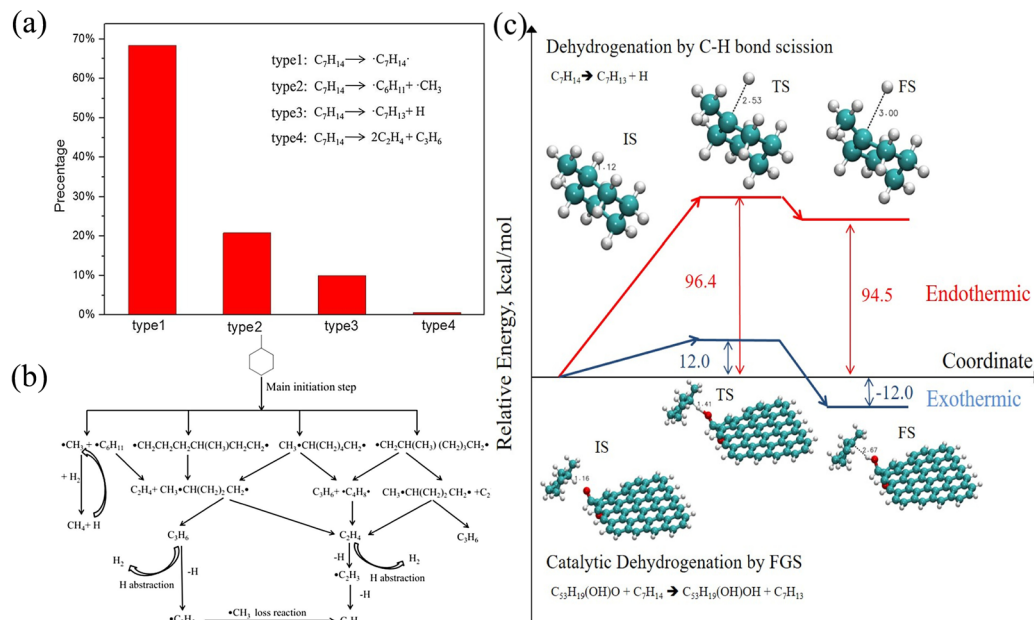 (a)
70%
60%
50%
40%
30%
20%
10%
0%
Precentage
type1: C₇H₁₄→ ·C₇H₁₄·
type2: C₇H₁₄→ ·C₆H₁₁+ ·CH₃
type3: C₇H₁₄→ ·C₇H₁₃+ H
type4: C₇H₁₄→ 2C₂H₄ + C₃H₆
type1 type2 type3 type4
(b)
Main initiation step
•CH₃ + •C₆H₁₁ •CH₂CH₂CH₂CH(CH₃)CH₂CH₂• CH₃•CH(CH₂)₄CH₂• •CH₂CH(CH₃) (CH₂)₃CH₂•
+ H₂
C₂H₄+ CH₃•CH(CH₂)₂ CH₂• C₃H₆+ •C₄H₈• CH₃•CH(CH₂)₂ CH₂• +C₂
CH₄+ H
C₃H₆ C₂H₄ C₃H₆
H₂ -H H₂
H abstraction -H •C₂H₃ H abstraction
-H
•CH₃ loss reaction
(c)
Relative Energy, kcal/mol
Dehydrogenation by C-H bond scission
C₇H₁₄➔ C₇H₁₃ + H
TS FS
2.53 3.00
IS
1.12
96.4 94.5 Endothermic
Coordinate
12.0 -12.0
Exothermic
TS
1.41
IS FS
1.16 2.67
Catalytic Dehydrogenation by FGS
C₅₃H₁₉(OH)O + C₇H₁₄ ➔ C₅₃H₁₉(OH)OH + C₇H₁₃